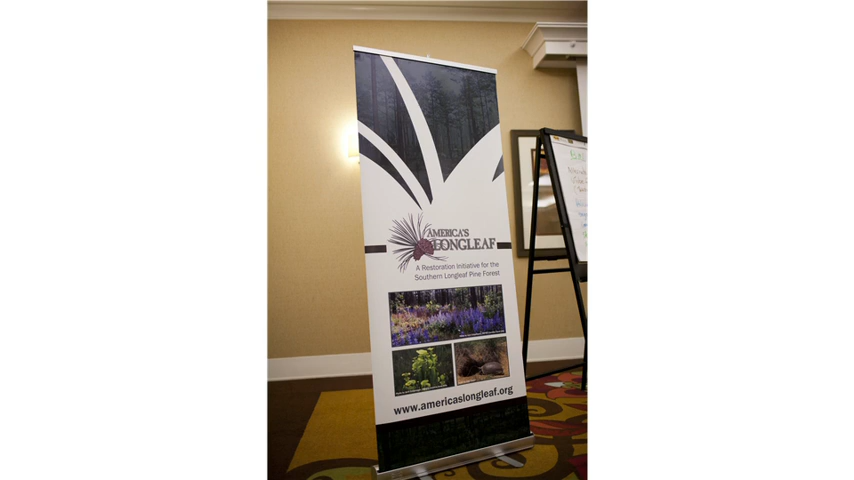 AMERICA'S
LONGLEAF
A Restoration Initiative for the
Southern Longleaf Pine Forest
www.americaslongleaf.org